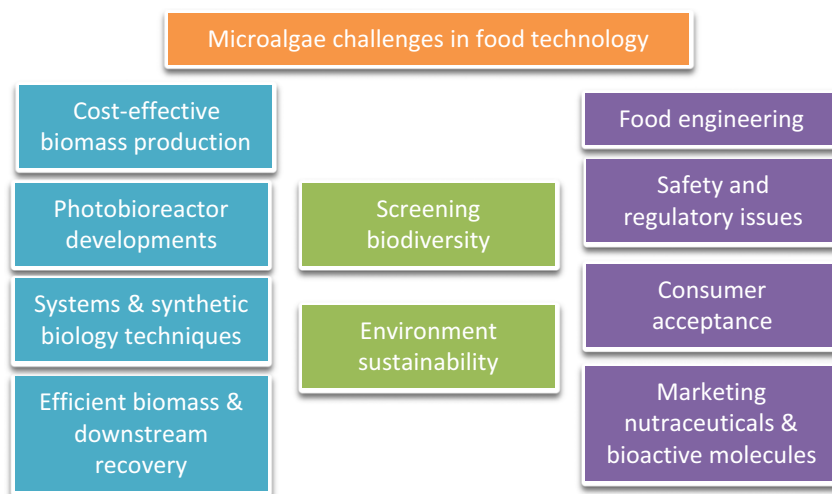 Microalgae challenges in food technology
Cost-effective
biomass production
Photobioreactor
developments
Systems & synthetic
biology techniques
Efficient biomass &
downstream
recovery
Screening
biodiversity
Environment
sustainability
Food engineering
Safety and
regulatory issues
Consumer
acceptance
Marketing
nutraceuticals &
bioactive molecules